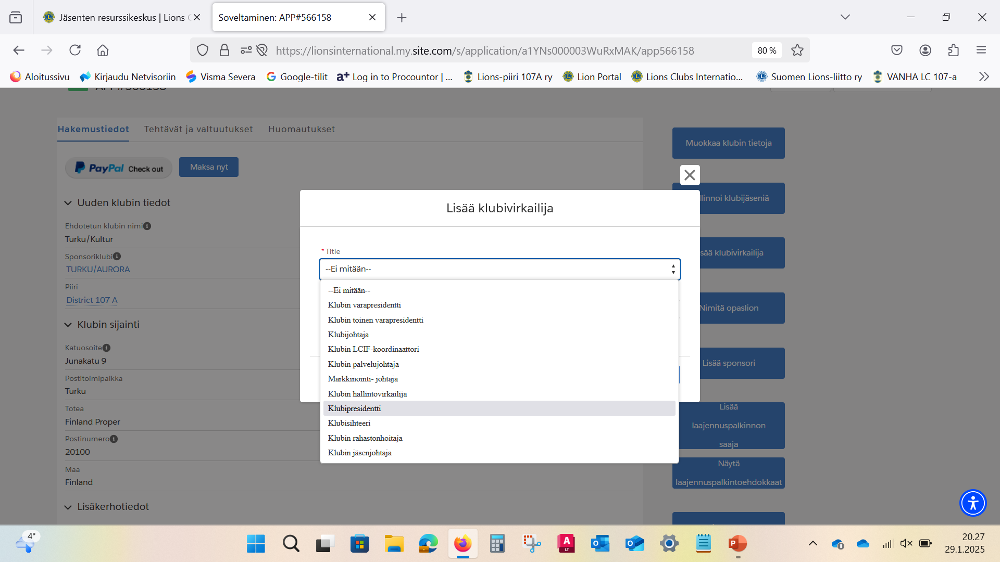 Jäsenten resurssikeskus | Lions
Soveltaminen: APP#566158
https://lionsinternational.my.site.com/s/application/a1YNs000003WuRxMAK/app566158
80 %
Aloitussivu
Kirjaudu Netvisoriin
Visma Severa
Google-tilit
Log in to Procountor | ...
Lions-piiri 107A ry
Lion Portal
Lions Clubs Internatio...
Suomen Lions-liitto ry
VANHA LC 107-a
APP#566158
Hakemustiedot
Tehtävät ja valtuutukset
Huomautukset
PayPal Check out
Maksa nyt
Uuden klubin tiedot
Ehdotetun klubin nimi
Turku/Kultur
Sponsoriklubi
TURKU/AURORA
Piiri
District 107 A
Klubin sijainti
Katuosoite
Junakatu 9
Postitoimipaikka
Turku
Totea
Finland Proper
Postinumero
20100
Maa
Finland
Lisäkerhotiedot
Lisää klubivirkailija
* Title
--Ei mitään--
--Ei mitään--
Klubin varapresidentti
Klubin toinen varapresidentti
Klubijohtaja
Klubin LCIF-koordinaattori
Klubin palvelujohtaja
Markkinointi- johtaja
Klubin hallintovirkailija
Klubipresidentti
Klubisihteeri
Klubin rahastonhoitaja
Klubin jäsenjohtaja
Muokkaa klubin tietoja
linnoi klubijäseniä
sää klubivirkailija
Nimitä opaslion
Lisää sponsori
Lisää
laajennuspalkinnon
saaja
Näytä
laajennuspalkintoehdokkaat
4°
20.27
29.1.2025